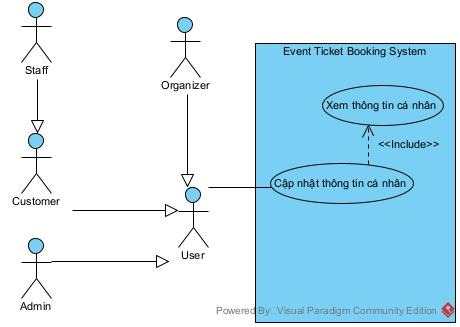 Event Ticket Booking System
Staff
Organizer
Xem thông tin cá nhân
<<Include>>
Cập nhật thông tin cá nhân
Customer
User
Admin
Powered By: Visual Paradigm Community Edition